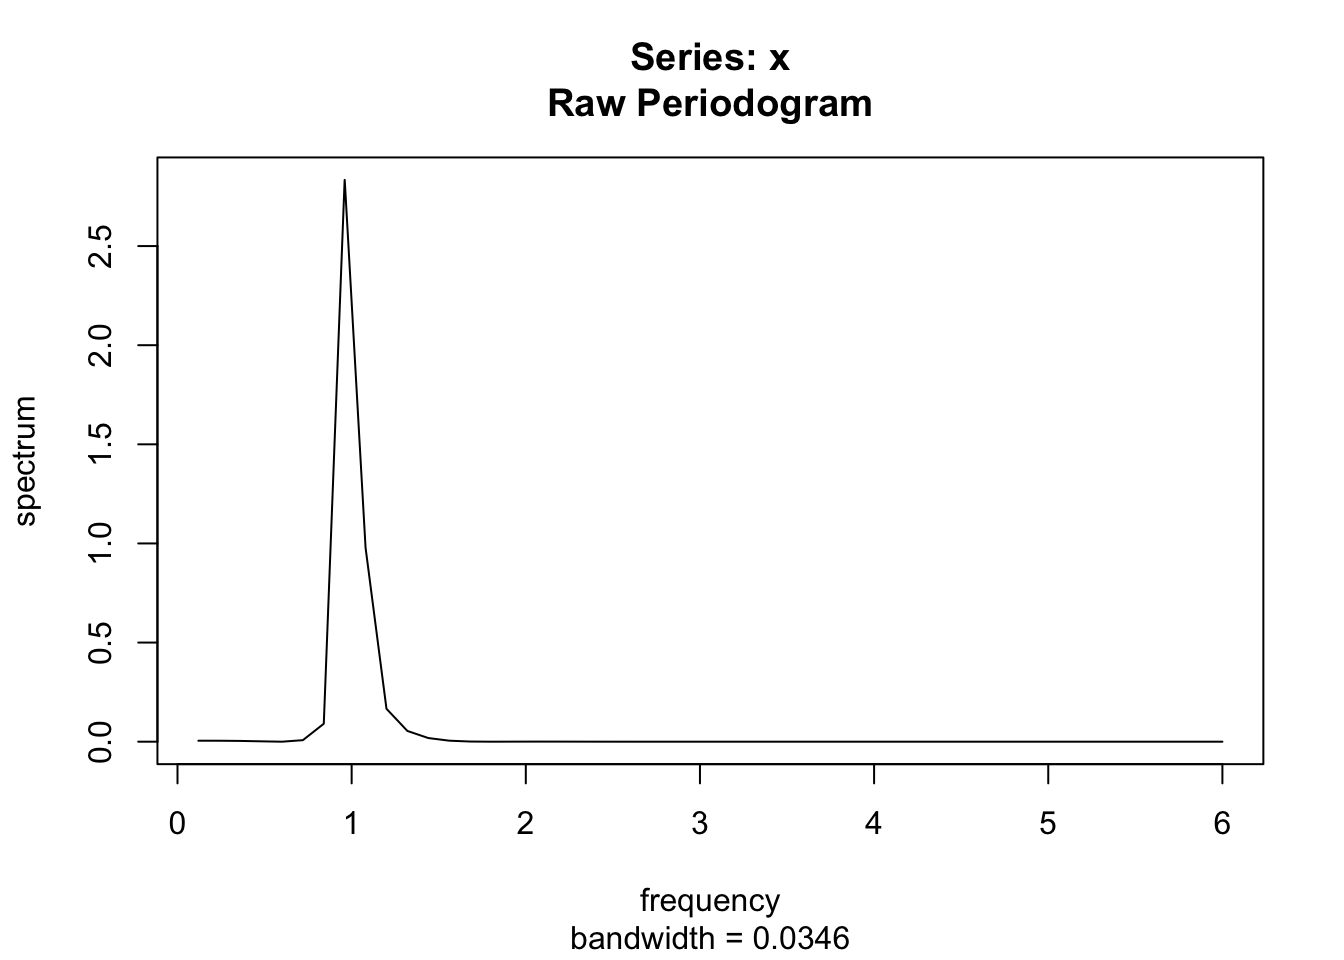 Series: x
Raw Periodogram
spectrum
2.5
2.0
1.5
1.0
0.5
0.0
0 1 2 3 4 5 6
frequency
bandwidth = 0.0346